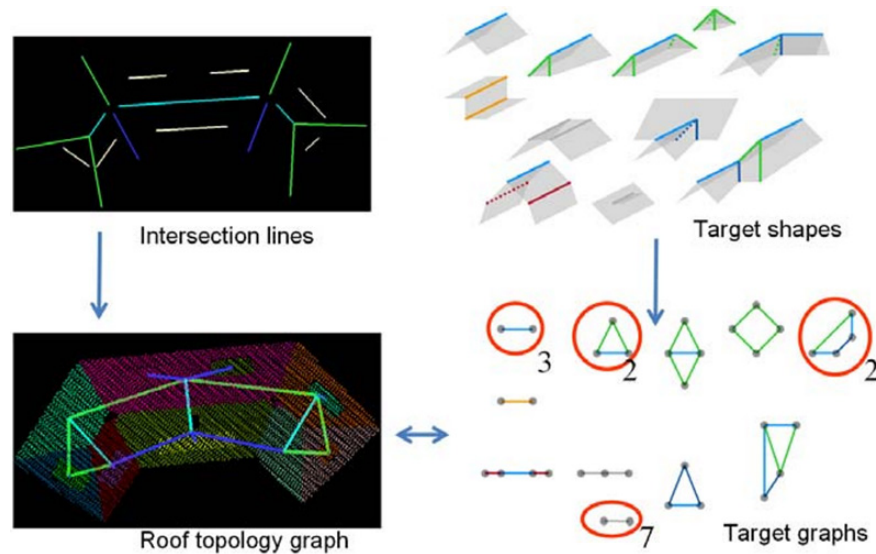 Intersection lines
Target shapes
3
2
2
7
Roof topology graph
Target graphs